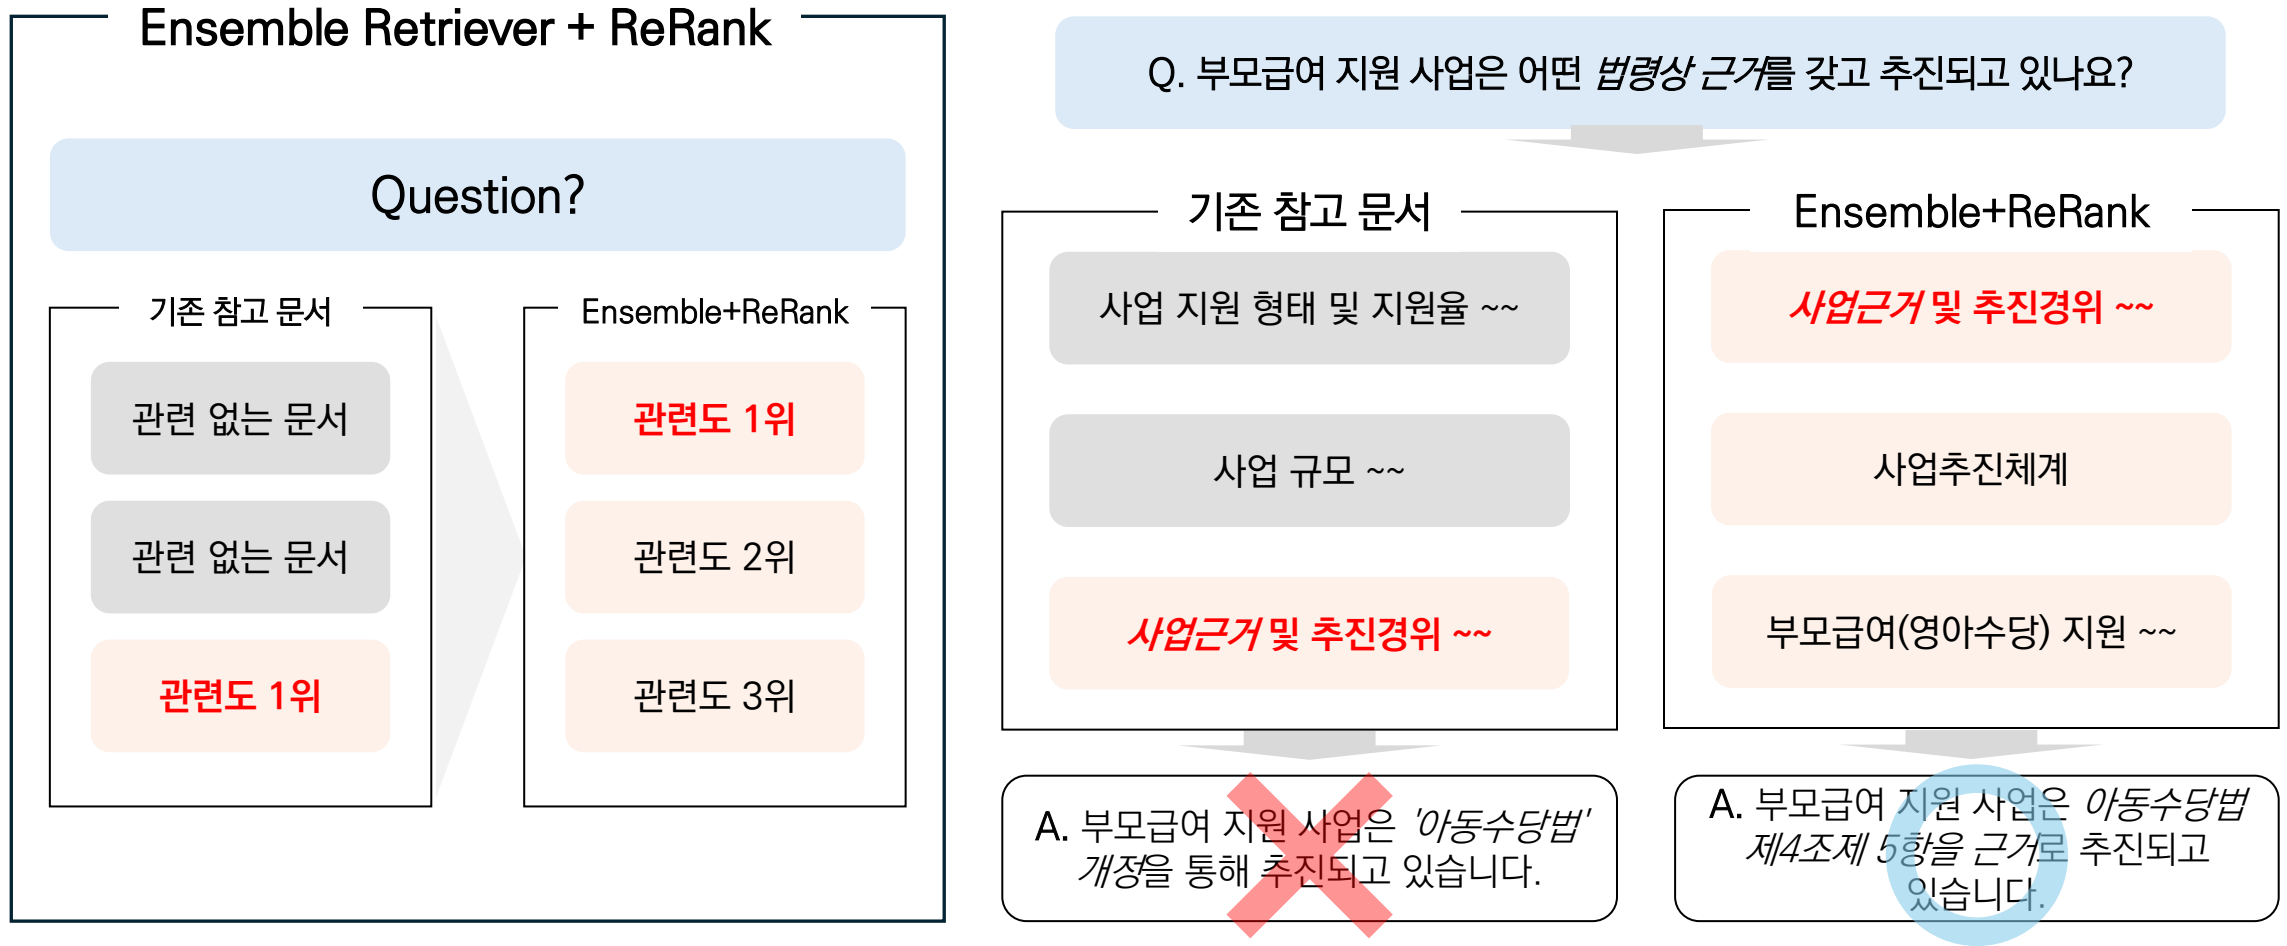 Ensemble Retriever + ReRank
Question?
기존 참고 문서
관련 없는 문서
관련 없는 문서
관련도 1위
Ensemble+ReRank
관련도 1위
관련도 2위
관련도 3위
Q. 부모급여 지원 사업은 어떤 법령상 근거를 갖고 추진되고 있나요?
기존 참고 문서
사업 지원 형태 및 지원율 ~~
사업 규모 ~~
사업근거 및 추진경위 ~~
A. 부모급여 지원 사업은 '아동수당법'
개정을 통해 추진되고 있습니다.
Ensemble+ReRank
사업근거 및 추진경위 ~~
사업추진체계
부모급여(영아수당) 지원 ~~
A. 부모급여 지원 사업은 아동수당법
제4조제 5항을 근거로 추진되고
있습니다.